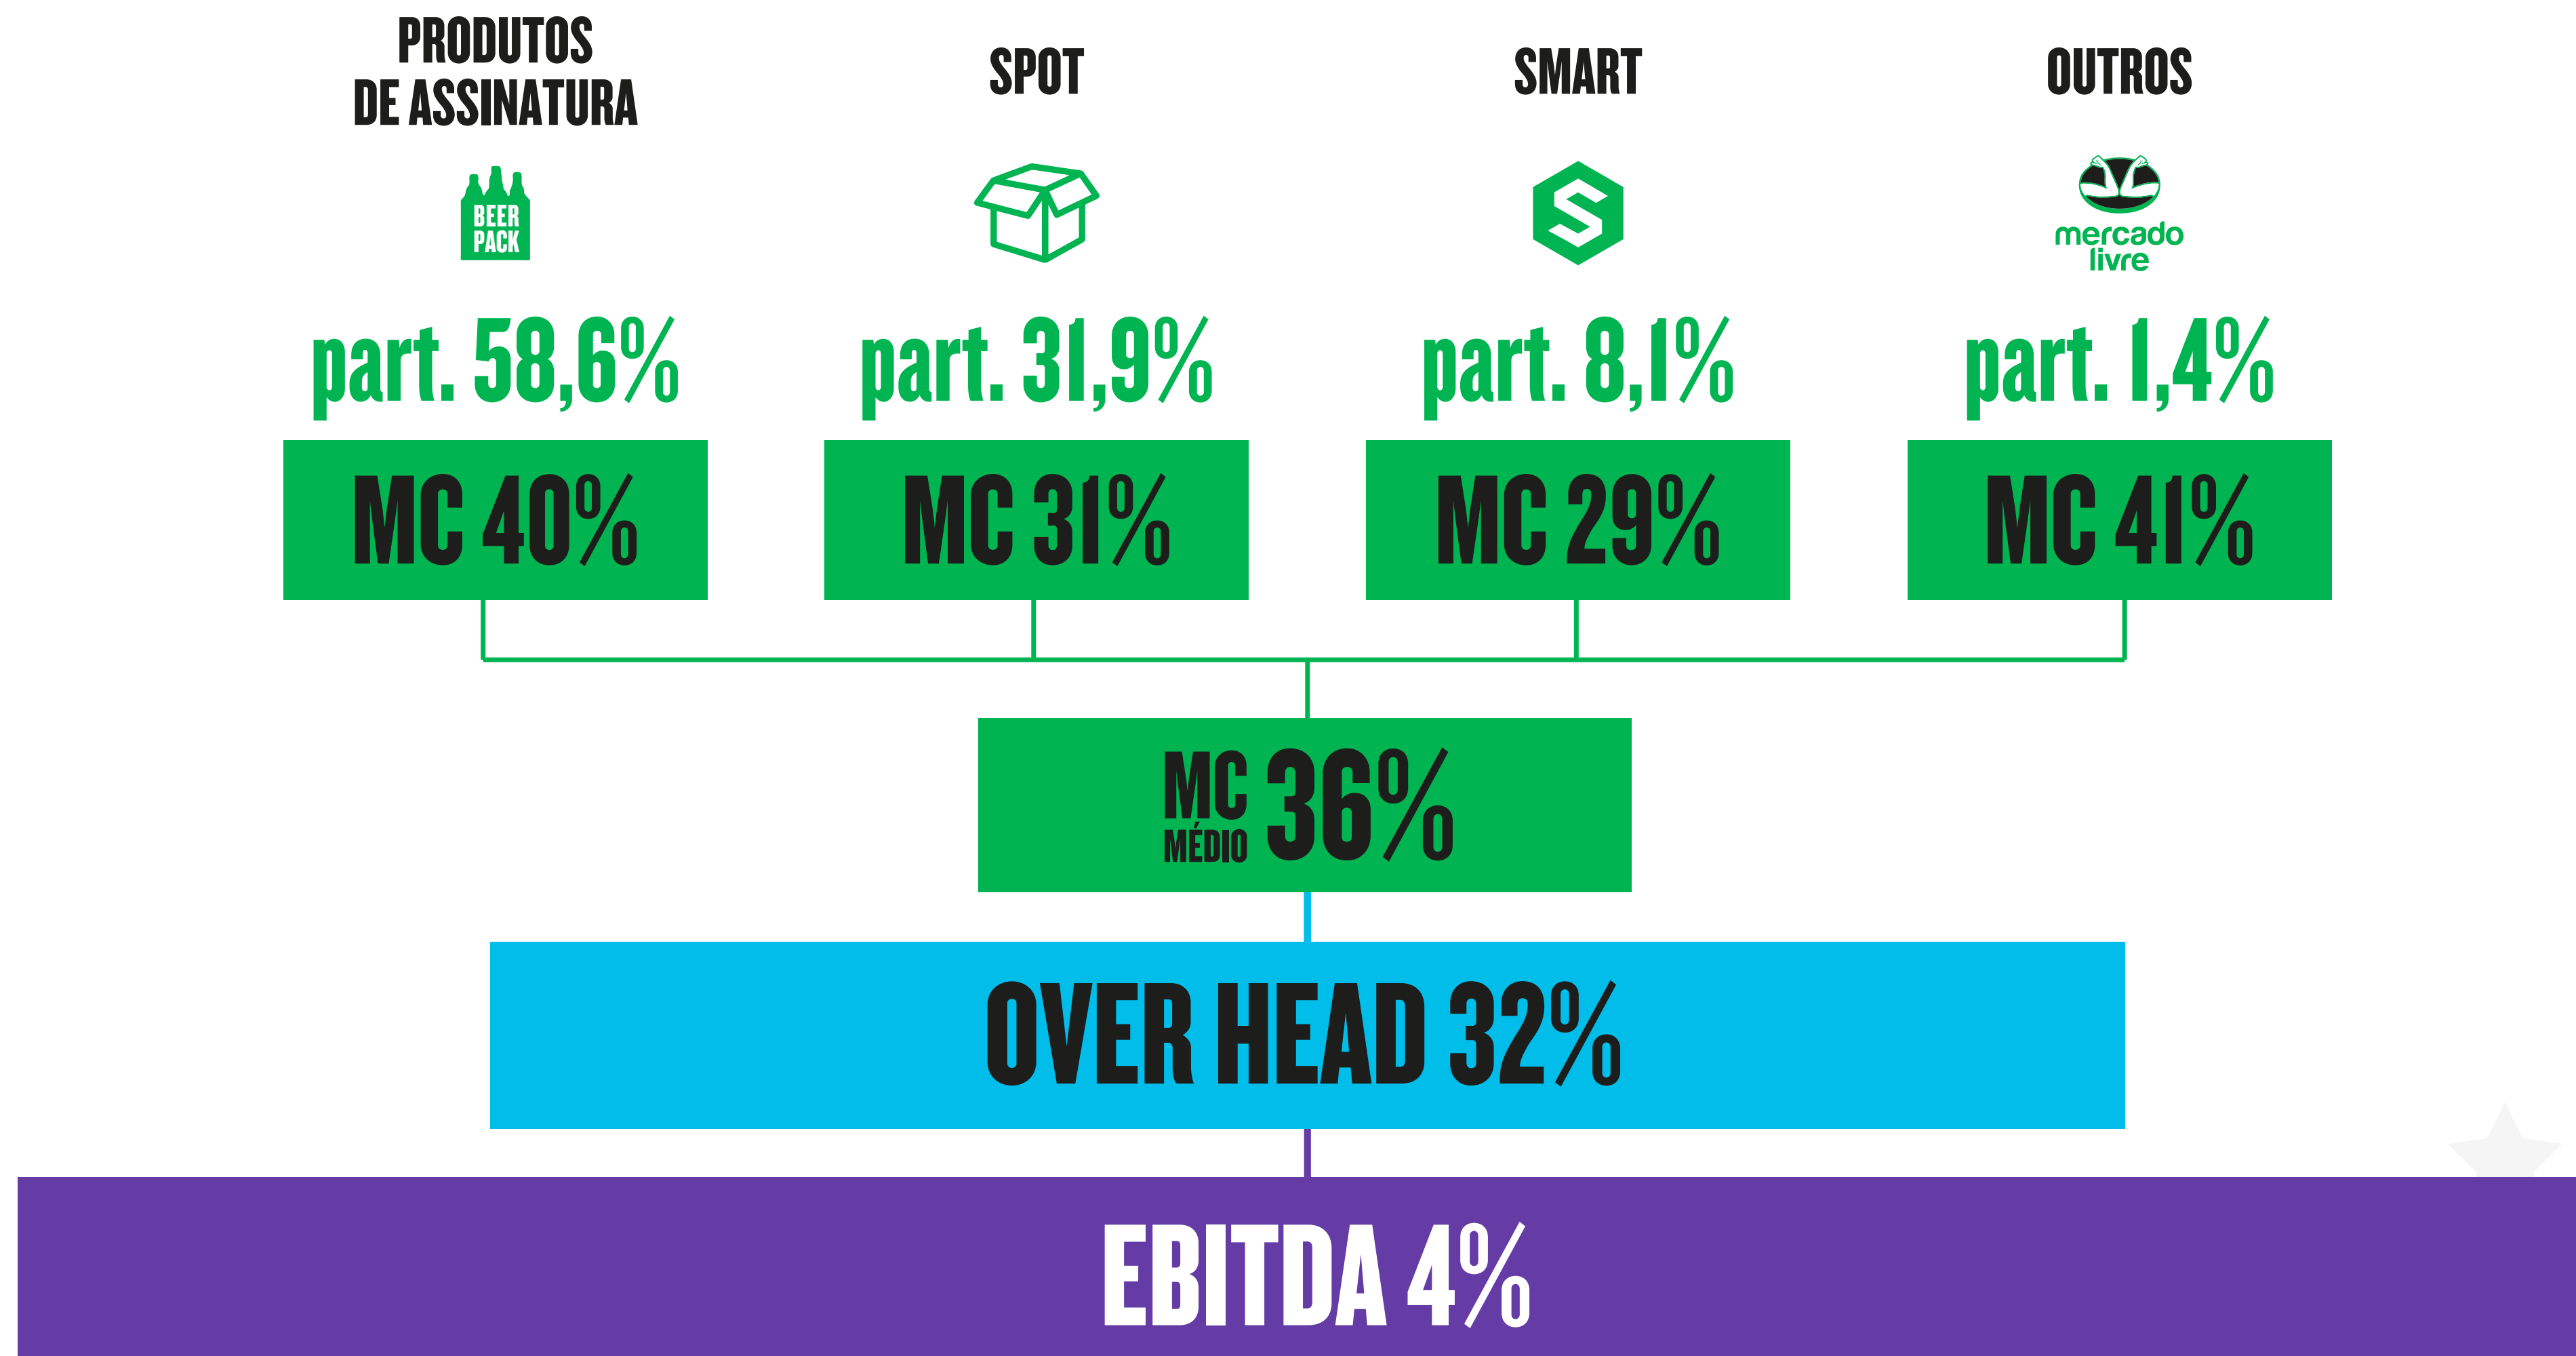 PRODUTOS
DE ASSINATURA
SPOT
SMART
OUTROS
BEER
PACK
S
mercado
livre
part. 58,6%
part. 31,9%
part. 8,1%
part. 1,4%
MC 40%
MC 31%
MC 29%
MC 41%
MC
MÉDIO
36%
OVER HEAD 32%
EBITDA 4%